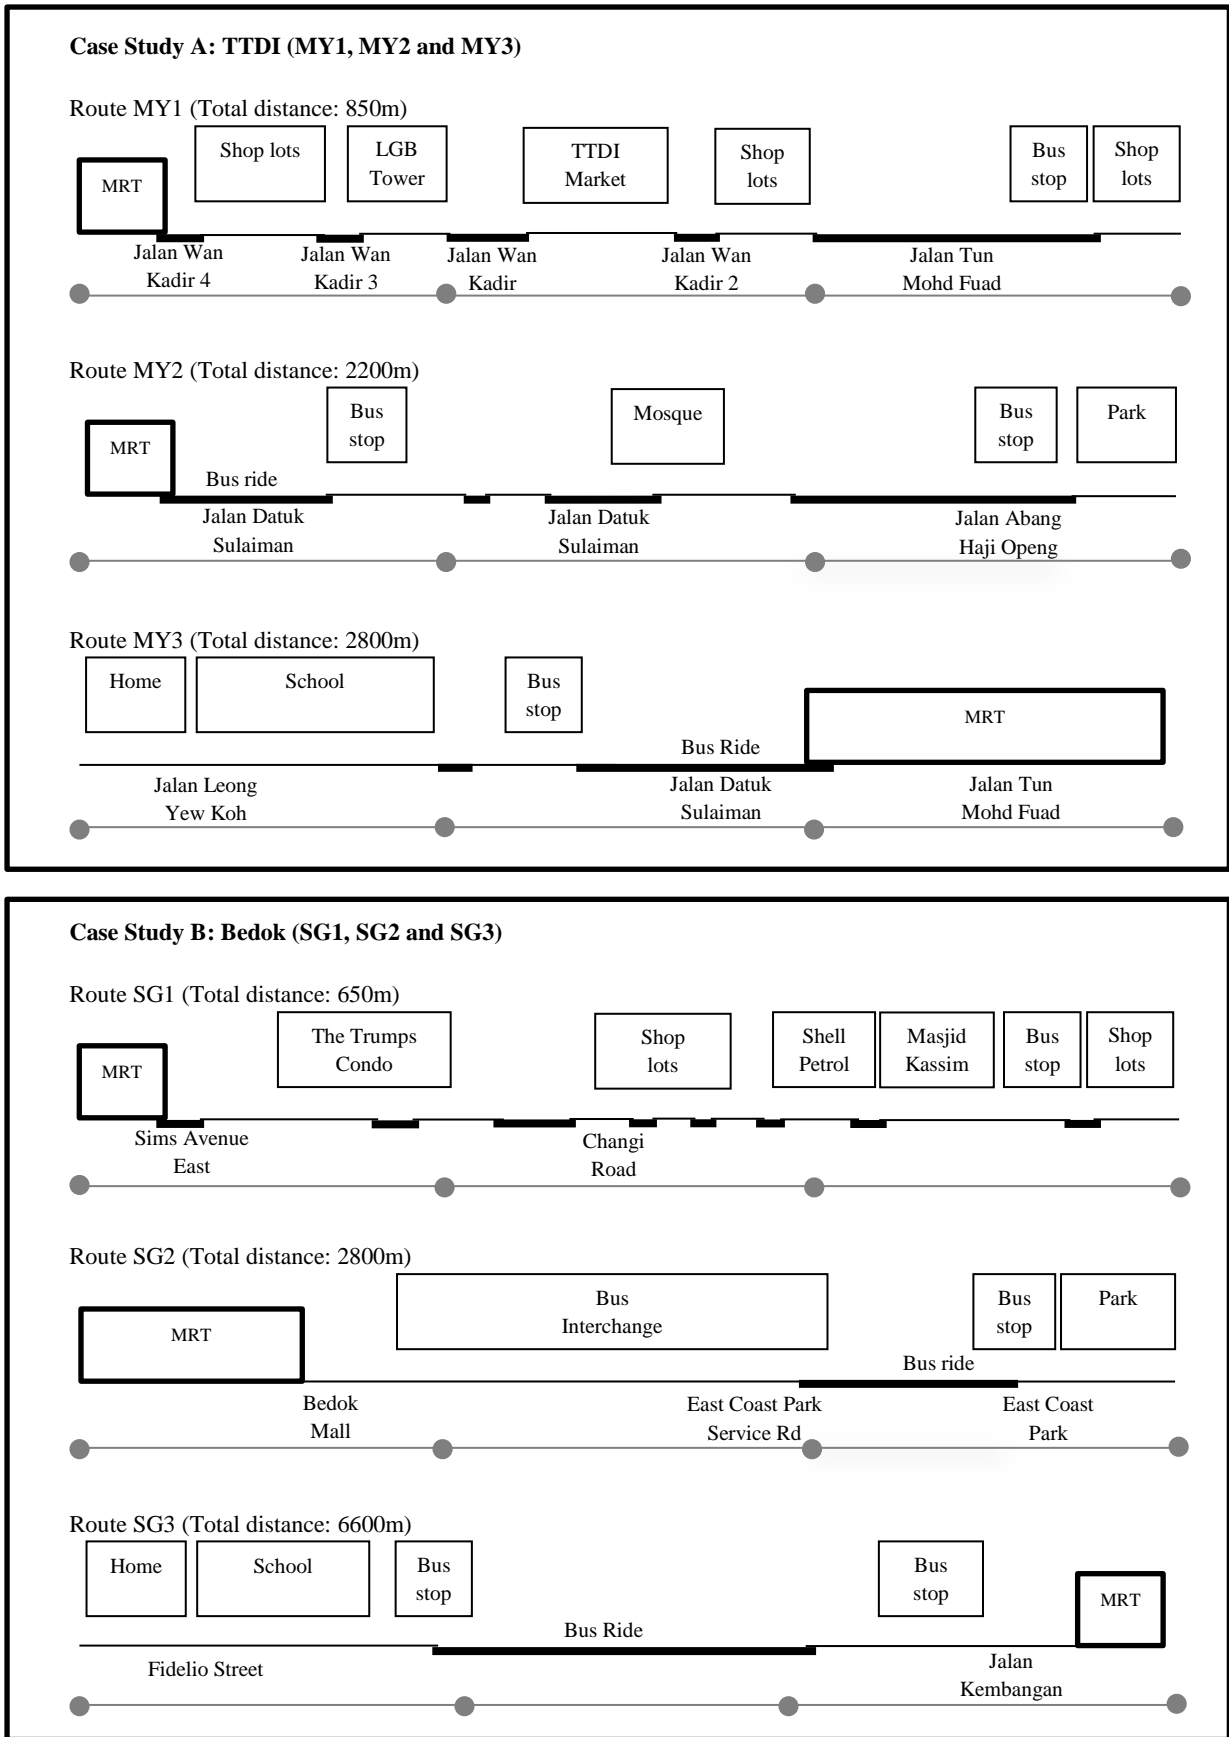 Case Study A: TTDI (MY1, MY2 and MY3)
Route MY1 (Total distance: 850m)
MRT
Shop lots
LGB
Tower
TTDI
Market
Shop
lots
Bus
stop
Shop
lots
Jalan Wan
Kadir 4
Jalan Wan
Kadir 3
Jalan Wan
Kadir
Jalan Wan
Kadir 2
Jalan Tun
Mohd Fuad
Route MY2 (Total distance: 2200m)
MRT
Bus ride
Bus
stop
Mosque
Bus
stop
Park
Jalan Datuk
Sulaiman
Jalan Datuk
Sulaiman
Jalan Abang
Haji Openg
Route MY3 (Total distance: 2800m)
Home
School
Bus
stop
Bus Ride
MRT
Jalan Leong
Yew Koh
Jalan Datuk
Sulaiman
Jalan Tun
Mohd Fuad
Case Study B: Bedok (SG1, SG2 and SG3)
Route SG1 (Total distance: 650m)
MRT
The Trumps
Condo
Shop
lots
Shell
Petrol
Masjid
Kassim
Bus
stop
Shop
lots
Sims Avenue
East
Changi
Road
Route SG2 (Total distance: 2800m)
MRT
Bus
Interchange
Bus ride
Bus
stop
Park
Bedok
Mall
East Coast Park
Service Rd
East Coast
Park
Route SG3 (Total distance: 6600m)
Home
School
Bus
stop
Bus Ride
Bus
stop
MRT
Fidelio Street
Jalan
Kembangan